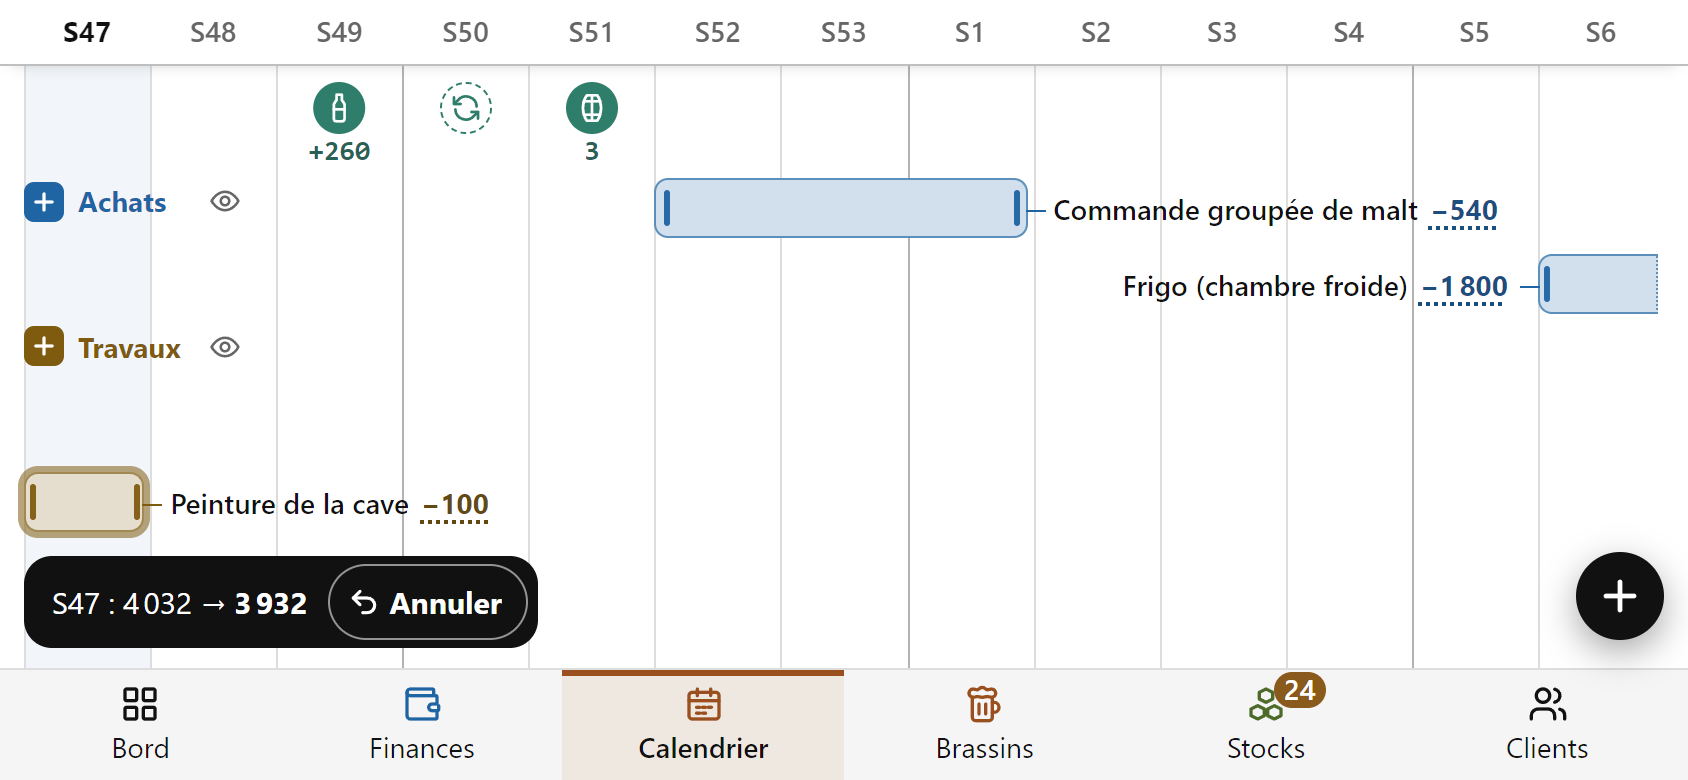 S47 S48 S49 S50 S51 S52 S53 S1 S2 S3 S4 S5 S6
+260 3
Achats
Commande groupée de malt −540
Frigo (chambre froide) −1 800
Travaux
Peinture de la cave −100
S47 : 4 032 → 3 932 Annuler
24
Bord Finances Calendrier Brassins Stocks Clients